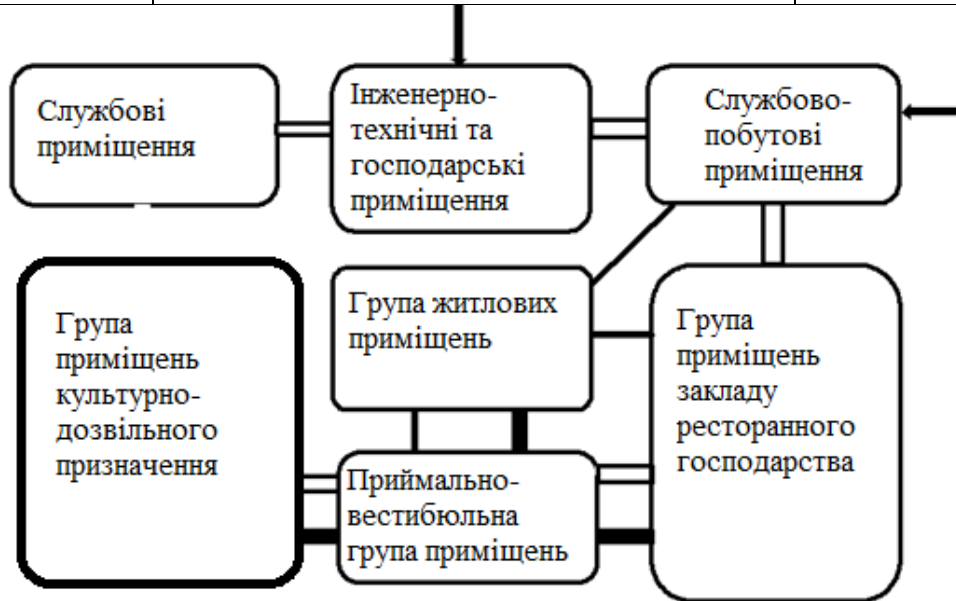 Службові
приміщення
Інженерно-
технічні та
господарські
приміщення
Службово-
побутові
приміщення
Група
приміщень
культурно-
дозвільного
призначення
Група житлових
приміщень
Група
приміщень
закладу
ресторанного
господарства
Приймально-
вестибюльна
група приміщень